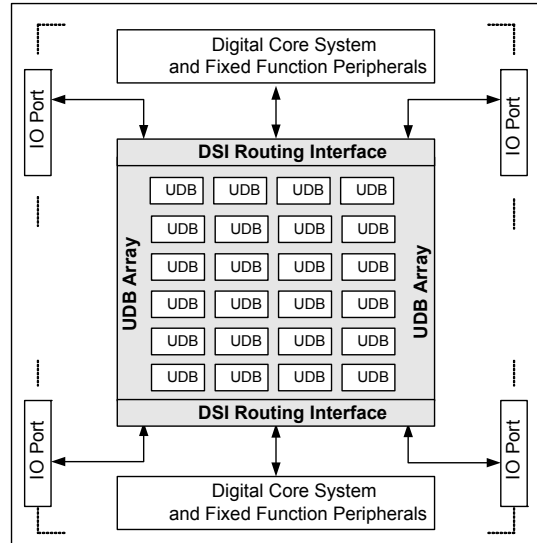 Digital Core System
and Fixed Function Peripherals
IO Port
IO Port
DSI Routing Interface
UDB Array
UDB UDB UDB UDB
UDB UDB UDB UDB
UDB UDB UDB UDB
UDB UDB UDB UDB
UDB UDB UDB UDB
UDB UDB UDB UDB
UDB Array
DSI Routing Interface
IO Port
IO Port
Digital Core System
and Fixed Function Peripherals